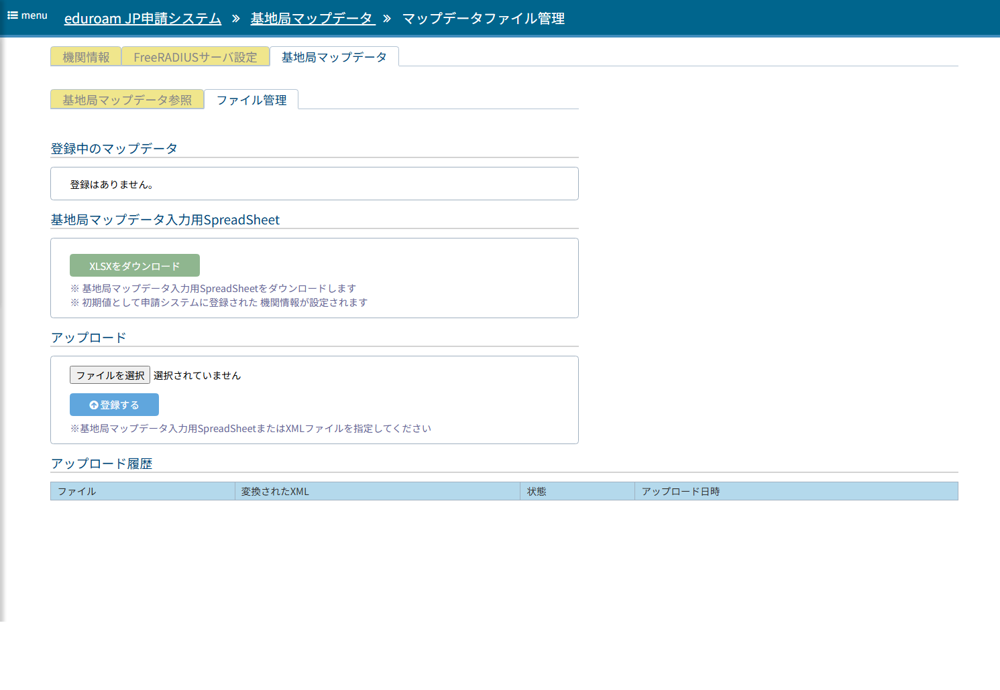 menu eduroam JP申請システム » 基地局マップデータ » マップデータファイル管理
機関情報 FreeRADIUSサーバ設定 基地局マップデータ
基地局マップデータ参照 ファイル管理
登録中のマップデータ
登録はありません。
基地局マップデータ入力用SpreadSheet
XLSXをダウンロード
※ 基地局マップデータ入力用SpreadSheetをダウンロードします
※ 初期値として申請システムに登録された 機関情報が設定されます
アップロード
ファイルを選択 選択されていません
登録する
※基地局マップデータ入力用SpreadSheetまたはXMLファイルを指定してください
アップロード履歴
ファイル 変換されたXML 状態 アップロード日時